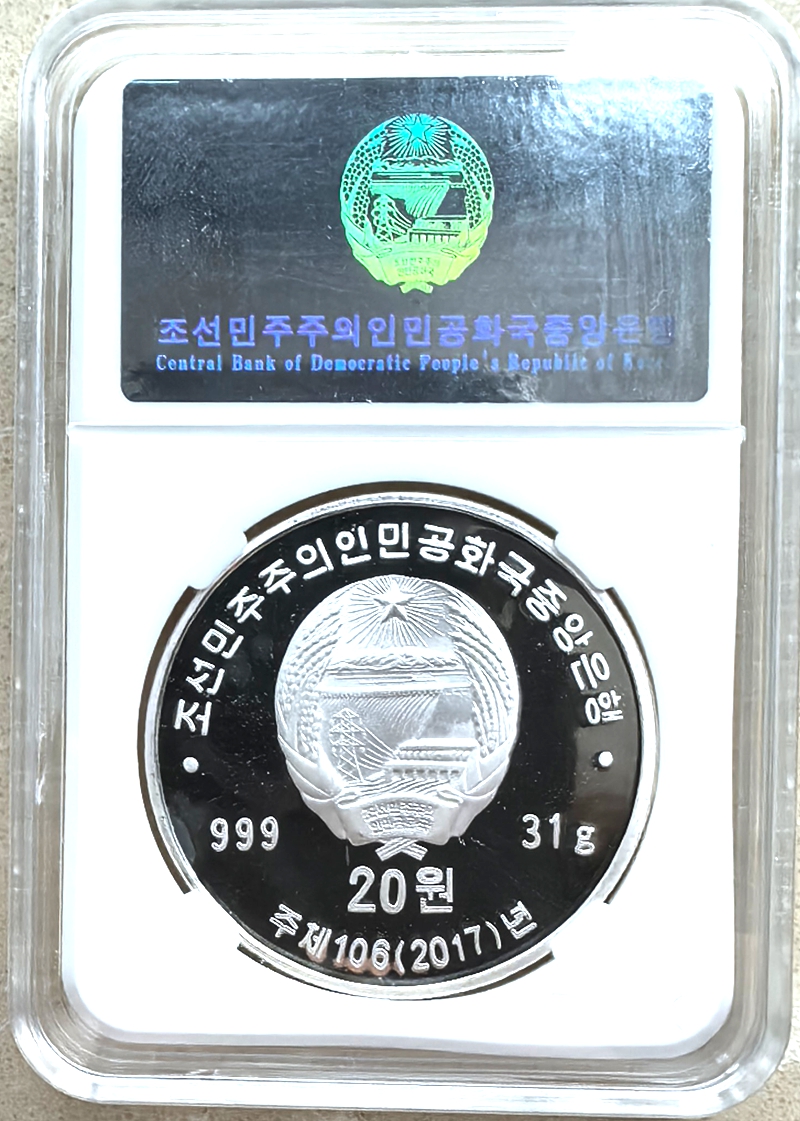 조선민주주의인민공화국중앙은행
Central Bank of Democratic People's Republic of
조선민주주의인민공화국중앙은행
999
31g
20원
주체106(2017)년